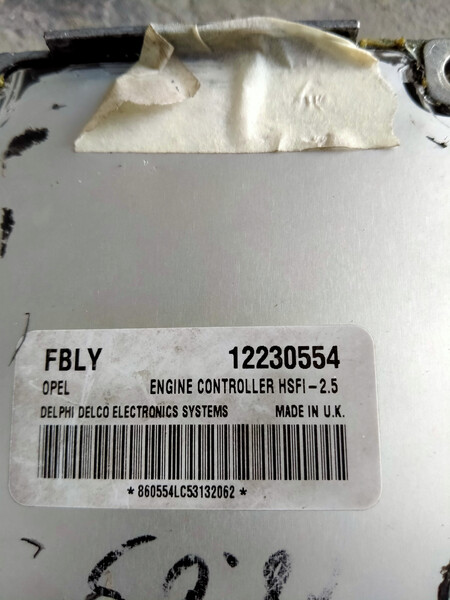 FBLY 12230554
OPEL ENGINE CONTROLLER HSFI-2.5
DELPHI DELCO ELECTRONICS SYSTEMS MADE IN U.K.
*860554LC53132062*